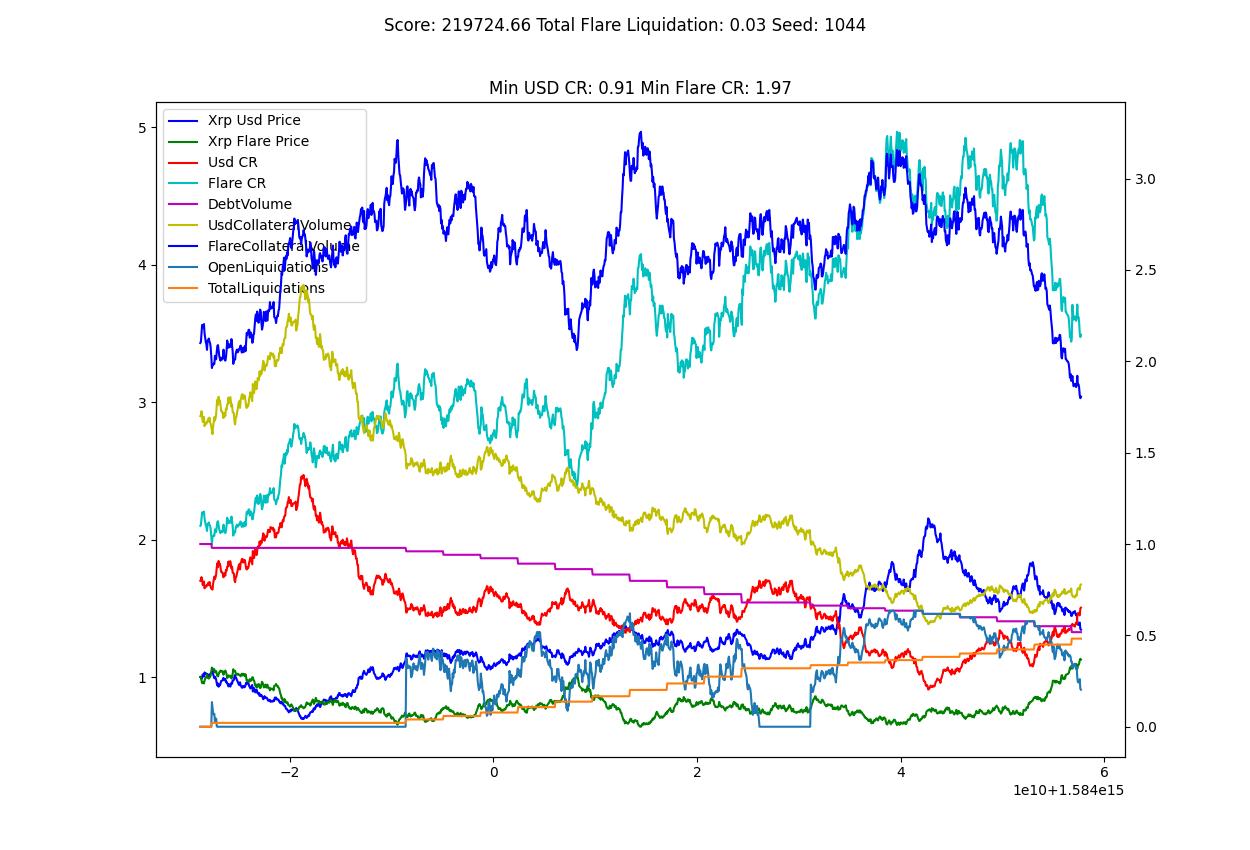 Score: 219724.66 Total Flare Liquidation: 0.03 Seed: 1044
Min USD CR: 0.91 Min Flare CR: 1.97
Xrp Usd Price
Xrp Flare Price
Usd CR
Flare CR
DebtVolume
UsdCollateralVolume
FlareCollateralVolume
OpenLiquidations
TotalLiquidations
5
4
3
2
1
3.0
2.5
2.0
1.5
1.0
0.5
0.0
−2
0
2
4
6
1e10+1.584e15